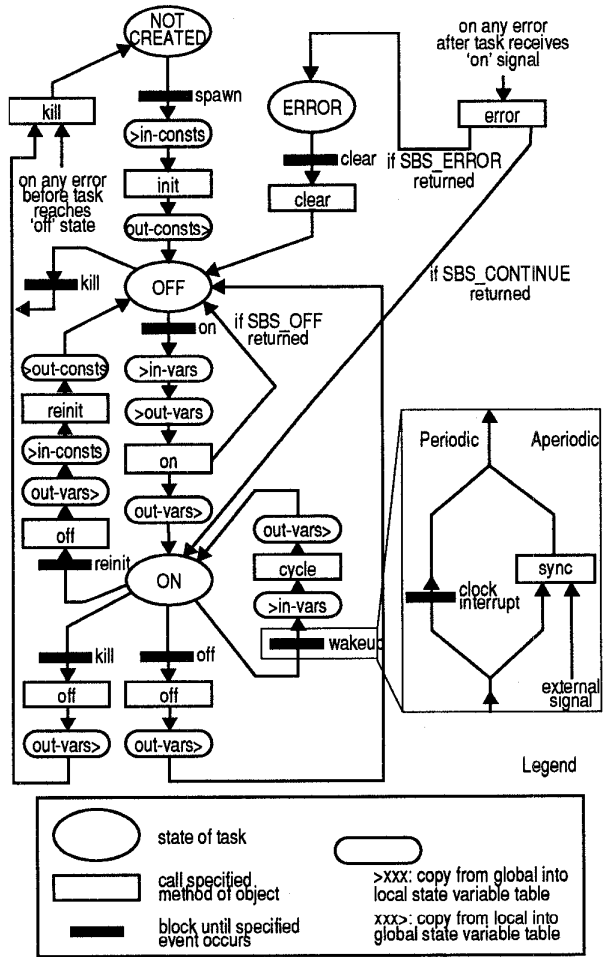 NOT
CREATED
on any error
after task receives
'on' signal
kill
spawn
ERROR
error
>in-consts
clear
if SBS_ERROR
returned
on any error
before task
reaches
'off' state
init
clear
out-consts>
kill
OFF
if SBS_CONTINUE
returned
on
if SBS_OFF
returned
>out-consts
>in-vars
reinit
>out-vars
Periodic
Aperiodic
>in-consts
on
out-vars>
out-vars>
out-vars>
off
cycle
sync
reinit
ON
clock
interrupt
>in-vars
kill
off
wakeup
off
off
external
signal
out-vars>
out-vars>
Legend
state of task
call specified
method of object
>xxx: copy from global into
local state variable table
block until specified
event occurs
xxx>: copy from local into
global state variable table